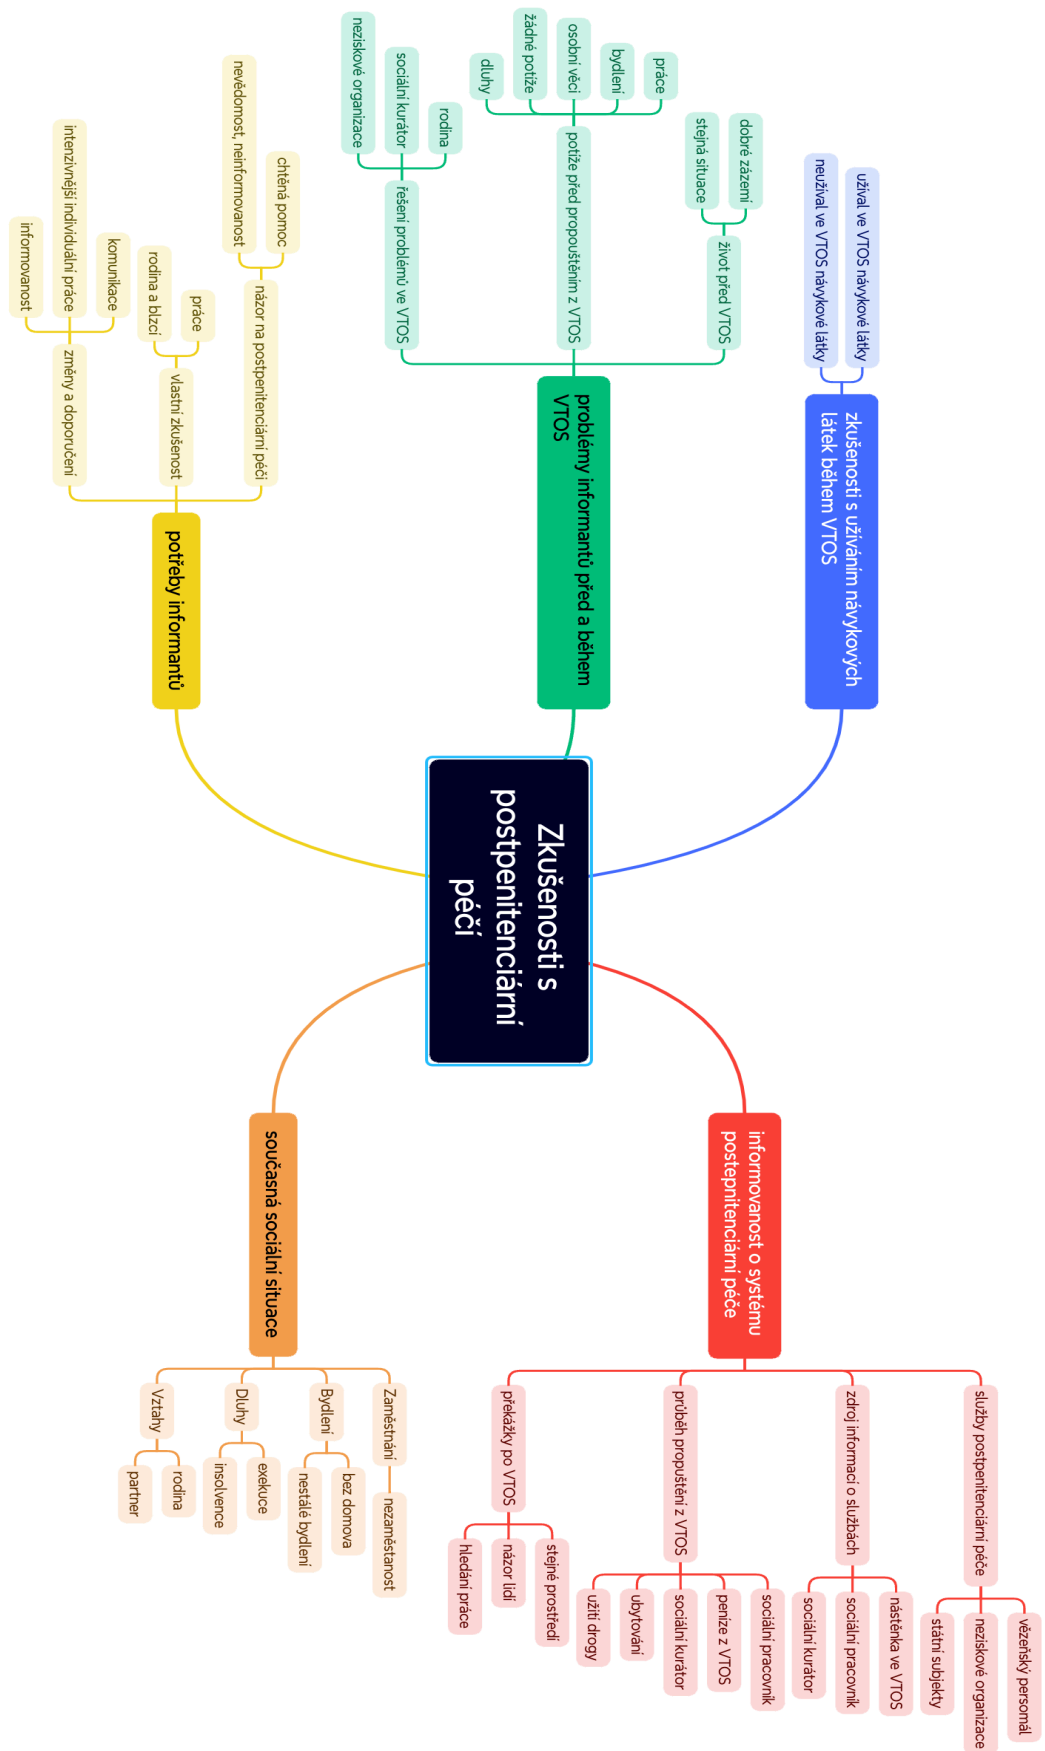 Zkušenosti s
postpenitenciární
péčí
zkušenosti s užíváním návykových
látek během VTOS
užíval ve VTOS návykové látky
neužíval ve VTOS návykové látky
problémy informantů před a během
VTOS
život před VTOS
dobré zázemí
stejná situace
potíže před propouštěním z VTOS
práce
bydlení
osobní věci
žádné potíže
dluhy
řešení problémů ve VTOS
rodina
sociální kurátor
neziskové organizace
potřeby informantů
názor na postpenitenciární péči
chtěná pomoc
nevědomost, neinformovanost
vlastní zkušenost
práce
rodina a blzcí
změny a doporučení
komunikace
intenzivnější individuální práce
informovanost
informovanost o systému
postepnitenciární péče
služby postpenitenciární péče
vězeňský persomál
neziskové organizace
státní subjekty
zdroj informací o službách
nástěnka ve VTOS
sociální pracovník
sociální kurátor
průběh propuštění z VTOS
sociální pracovník
peníze z VTOS
sociální kurátor
ubytování
užití drogy
překážky po VTOS
stejné prostředí
názor lidí
hledání práce
současná sociální situace
Zaměstnání
nezaměstanost
Bydlení
bez domova
nestálé bydlení
Dluhy
exekuce
insolvence
Vztahy
rodina
partner